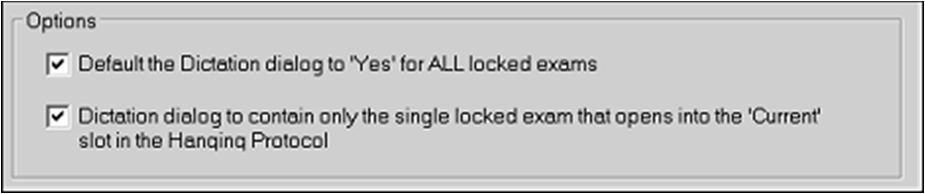 Options
Default the Dictation dialog to 'Yes' for ALL locked exams
Dictation dialog to contain only the single locked exam that opens into the 'Current'
slot in the Hanging Protocol